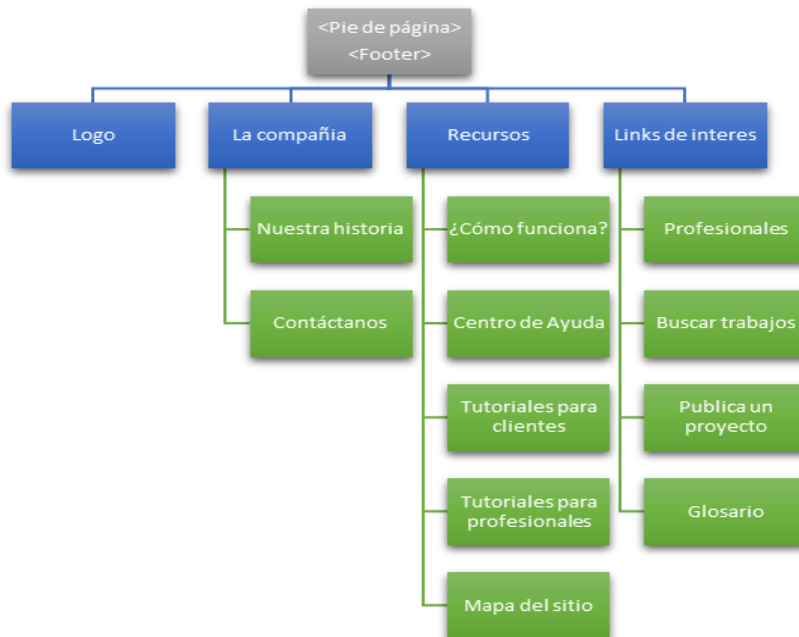 <Pie de página>
<Footer>
Logo
La compañia
Recursos
Links de interes
Nuestra historia
Contáctanos
¿Cómo funciona?
Centro de Ayuda
Tutoriales para
clientes
Tutoriales para
profesionales
Mapa del sitio
Profesionales
Buscar trabajos
Publica un
proyecto
Glosario